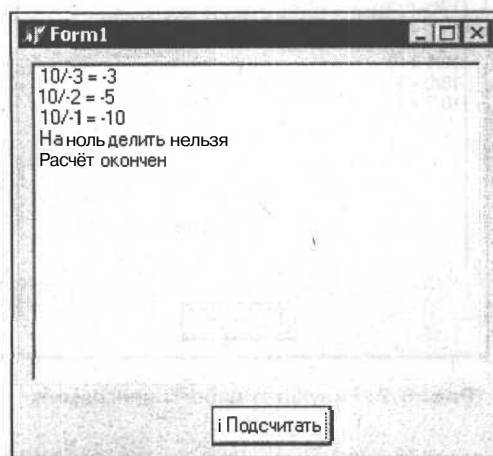 Form1
10/-3 = -3
10/-2 = -5
10/-1 = -10
На ноль делить нельзя
Расчёт окончен
Подсчитать